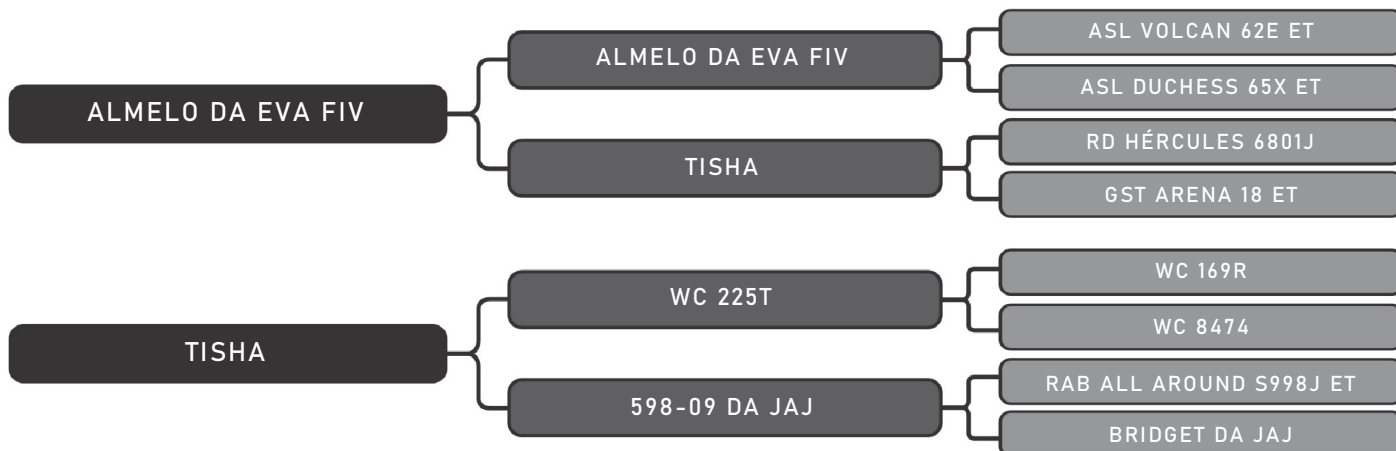 ALMELO DA EVA FIV
ALMELO DA EVA FIV
ASL VOLCAN 62E ET
ASL DUCHESS 65X ET
TISHA
RD HÉRCULES 6801J
GST ARENA 18 ET
TISHA
WC 225T
WC 169R
WC 8474
598-09 DA JAJ
RAB ALL AROUND S998J ET
BRIDGET DA JAJ